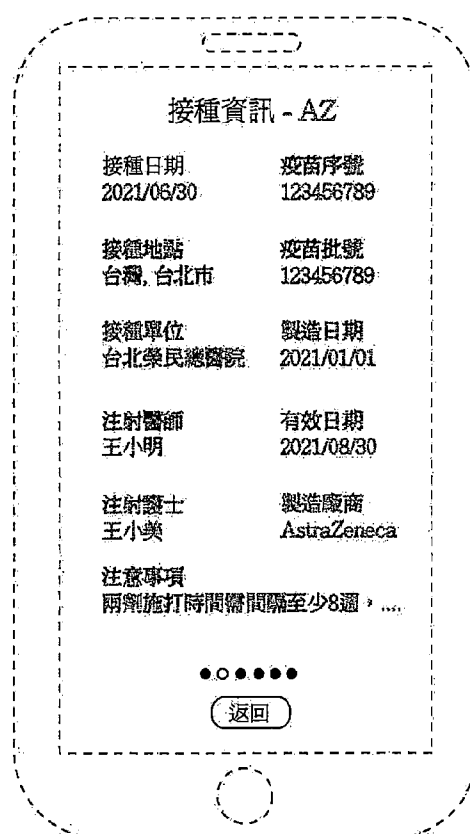 接種資訊 - AZ
接種日期
2021/06/30
疫苗序號
123456789
接種地點
台灣, 台北市
疫苗批號
123456789
接種單位
台北榮民總醫院
製造日期
2021/01/01
注射醫師
王小明
有效日期
2021/08/30
注射護士
王小美
製造廠商
AstraZeneca
注意事項
兩劑施打時間需間隔至少8週，....
返回